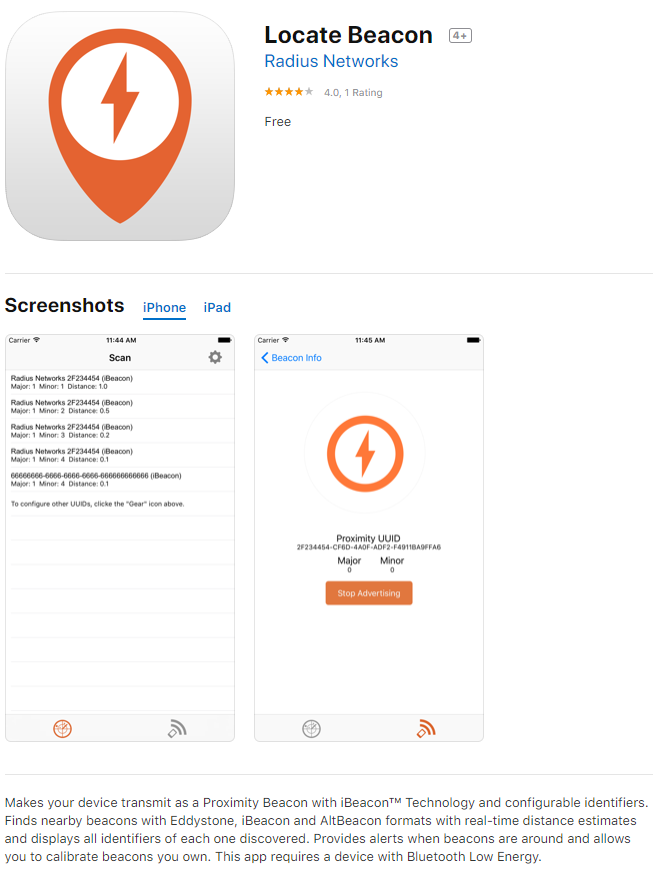 Locate Beacon 4+
Radius Networks
4.0, 1 Rating
Free
Screenshots iPhone iPad
Carrier 11:44 AM
Scan
Radius Networks 2F234454 (iBeacon)
Major: 1 Minor: 1 Distance: 1.0
Radius Networks 2F234454 (iBeacon)
Major: 1 Minor: 2 Distance: 0.5
Radius Networks 2F234454 (iBeacon)
Major: 1 Minor: 3 Distance: 0.2
Radius Networks 2F234454 (iBeacon)
Major: 1 Minor: 4 Distance: 0.1
66666666-6666-6666-6666-666666666666 (iBeacon)
Major: 1 Minor: 4 Distance: 0.1
To configure other UUIDs, clicke the "Gear" icon above.
Carrier 11:45 AM
Beacon Info
Proximity UUID
2F234454-CF6D-4A0F-ADF2-F4911BA9FFA6
Major Minor
0 0
Stop Advertising
Makes your device transmit as a Proximity Beacon with iBeacon™ Technology and configurable identifiers.
Finds nearby beacons with Eddystone, iBeacon and AltBeacon formats with real-time distance estimates
and displays all identifiers of each one discovered. Provides alerts when beacons are around and allows
you to calibrate beacons you own. This app requires a device with Bluetooth Low Energy.